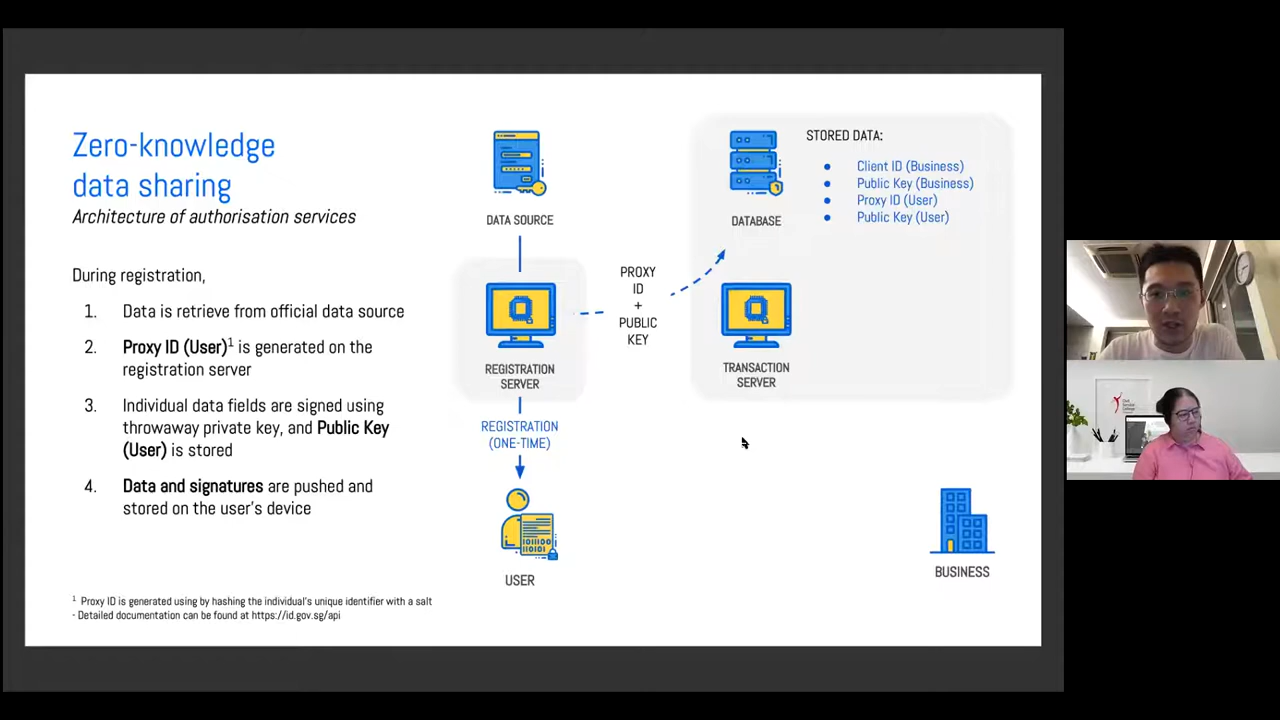 Zero-knowledge
data sharing
Architecture of authorisation services
During registration,
1. Data is retrieve from official data source
2. Proxy ID (User)1 is generated on the
registration server
3. Individual data fields are signed using
throwaway private key, and Public Key
(User) is stored
4. Data and signatures are pushed and
stored on the user's device
1 Proxy ID is generated using by hashing the individual's unique identifier with a salt
- Detailed documentation can be found at https://id.gov.sg/api
DATA SOURCE
REGISTRATION
SERVER
REGISTRATION
(ONE-TIME)
USER
PROXY
ID
+
PUBLIC
KEY
DATABASE
STORED DATA:
● Client ID (Business)
● Public Key (Business)
● Proxy ID (User)
● Public Key (User)
TRANSACTION
SERVER
BUSINESS